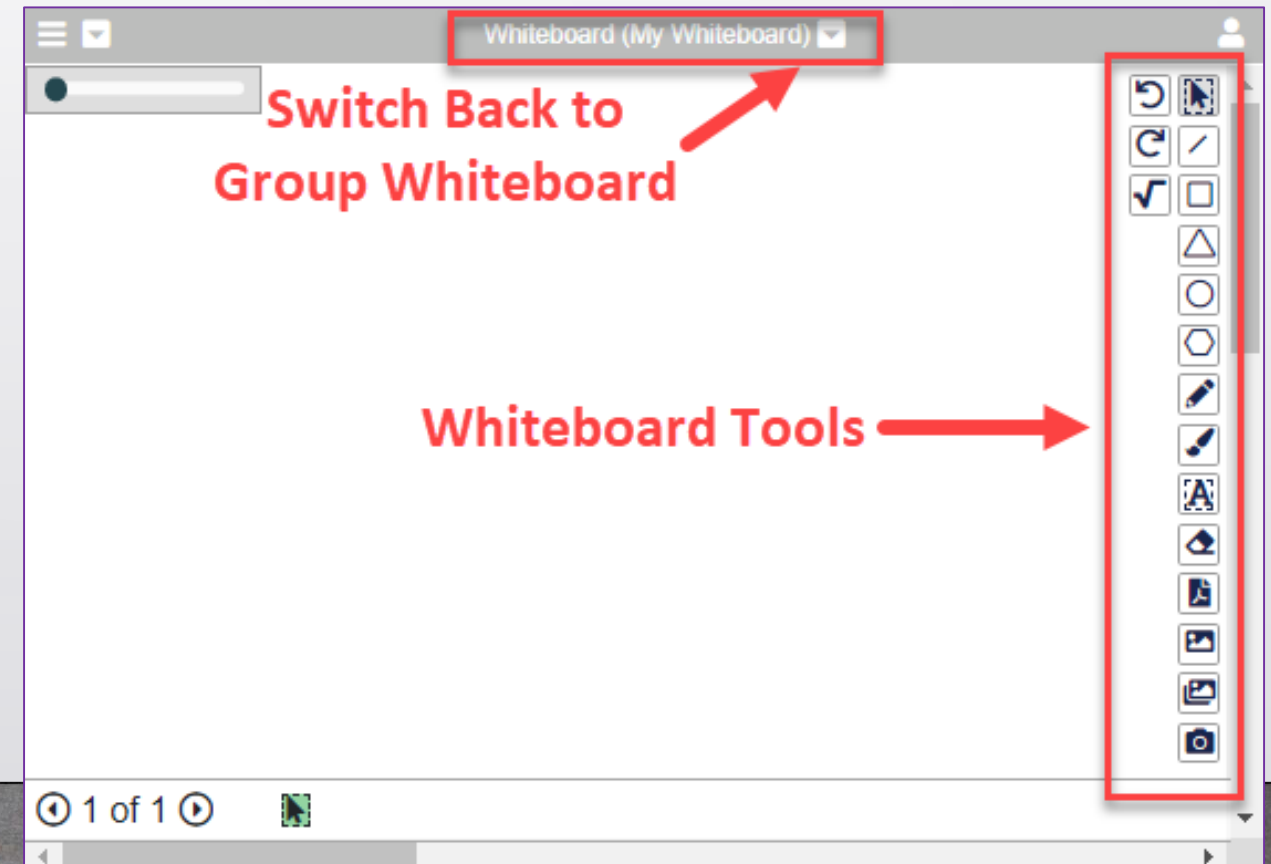 Whiteboard (My Whiteboard)
Switch Back to
Group Whiteboard
Whiteboard Tools
A
1 of 1